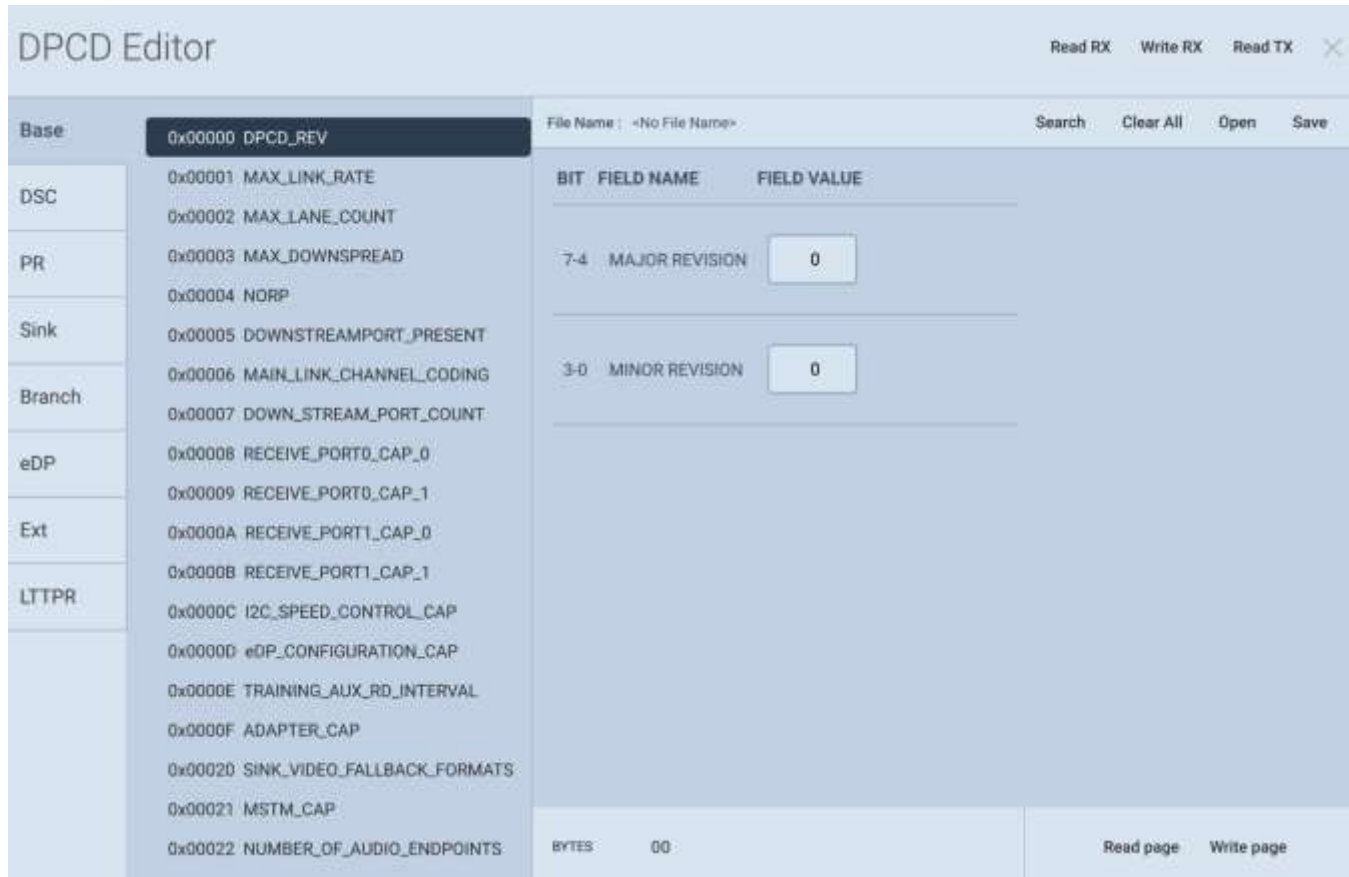 DPCD Editor
Read RX Write RX Read TX
Base
DSC
PR
Sink
Branch
eDP
Ext
LTTPR
0x00000 DPCD_REV
0x00001 MAX_LINK_RATE
0x00002 MAX_LANE_COUNT
0x00003 MAX_DOWNSPREAD
0x00004 NORP
0x00005 DOWNSTREAMPORT_PRESENT
0x00006 MAIN_LINK_CHANNEL_CODING
0x00007 DOWN_STREAM_PORT_COUNT
0x00008 RECEIVE_PORT0_CAP_0
0x00009 RECEIVE_PORT0_CAP_1
0x0000A RECEIVE_PORT1_CAP_0
0x0000B RECEIVE_PORT1_CAP_1
0x0000C I2C_SPEED_CONTROL_CAP
0x0000D eDP_CONFIGURATION_CAP
0x0000E TRAINING_AUX_RD_INTERVAL
0x0000F ADAPTER_CAP
0x00020 SINK_VIDEO_FALLBACK_FORMATS
0x00021 MSTM_CAP
0x00022 NUMBER_OF_AUDIO_ENDPOINTS
File Name : <No File Name>
Search Clear All Open Save
BIT FIELD NAME FIELD VALUE
7-4 MAJOR REVISION 0
3-0 MINOR REVISION 0
BYTES 00
Read page Write page